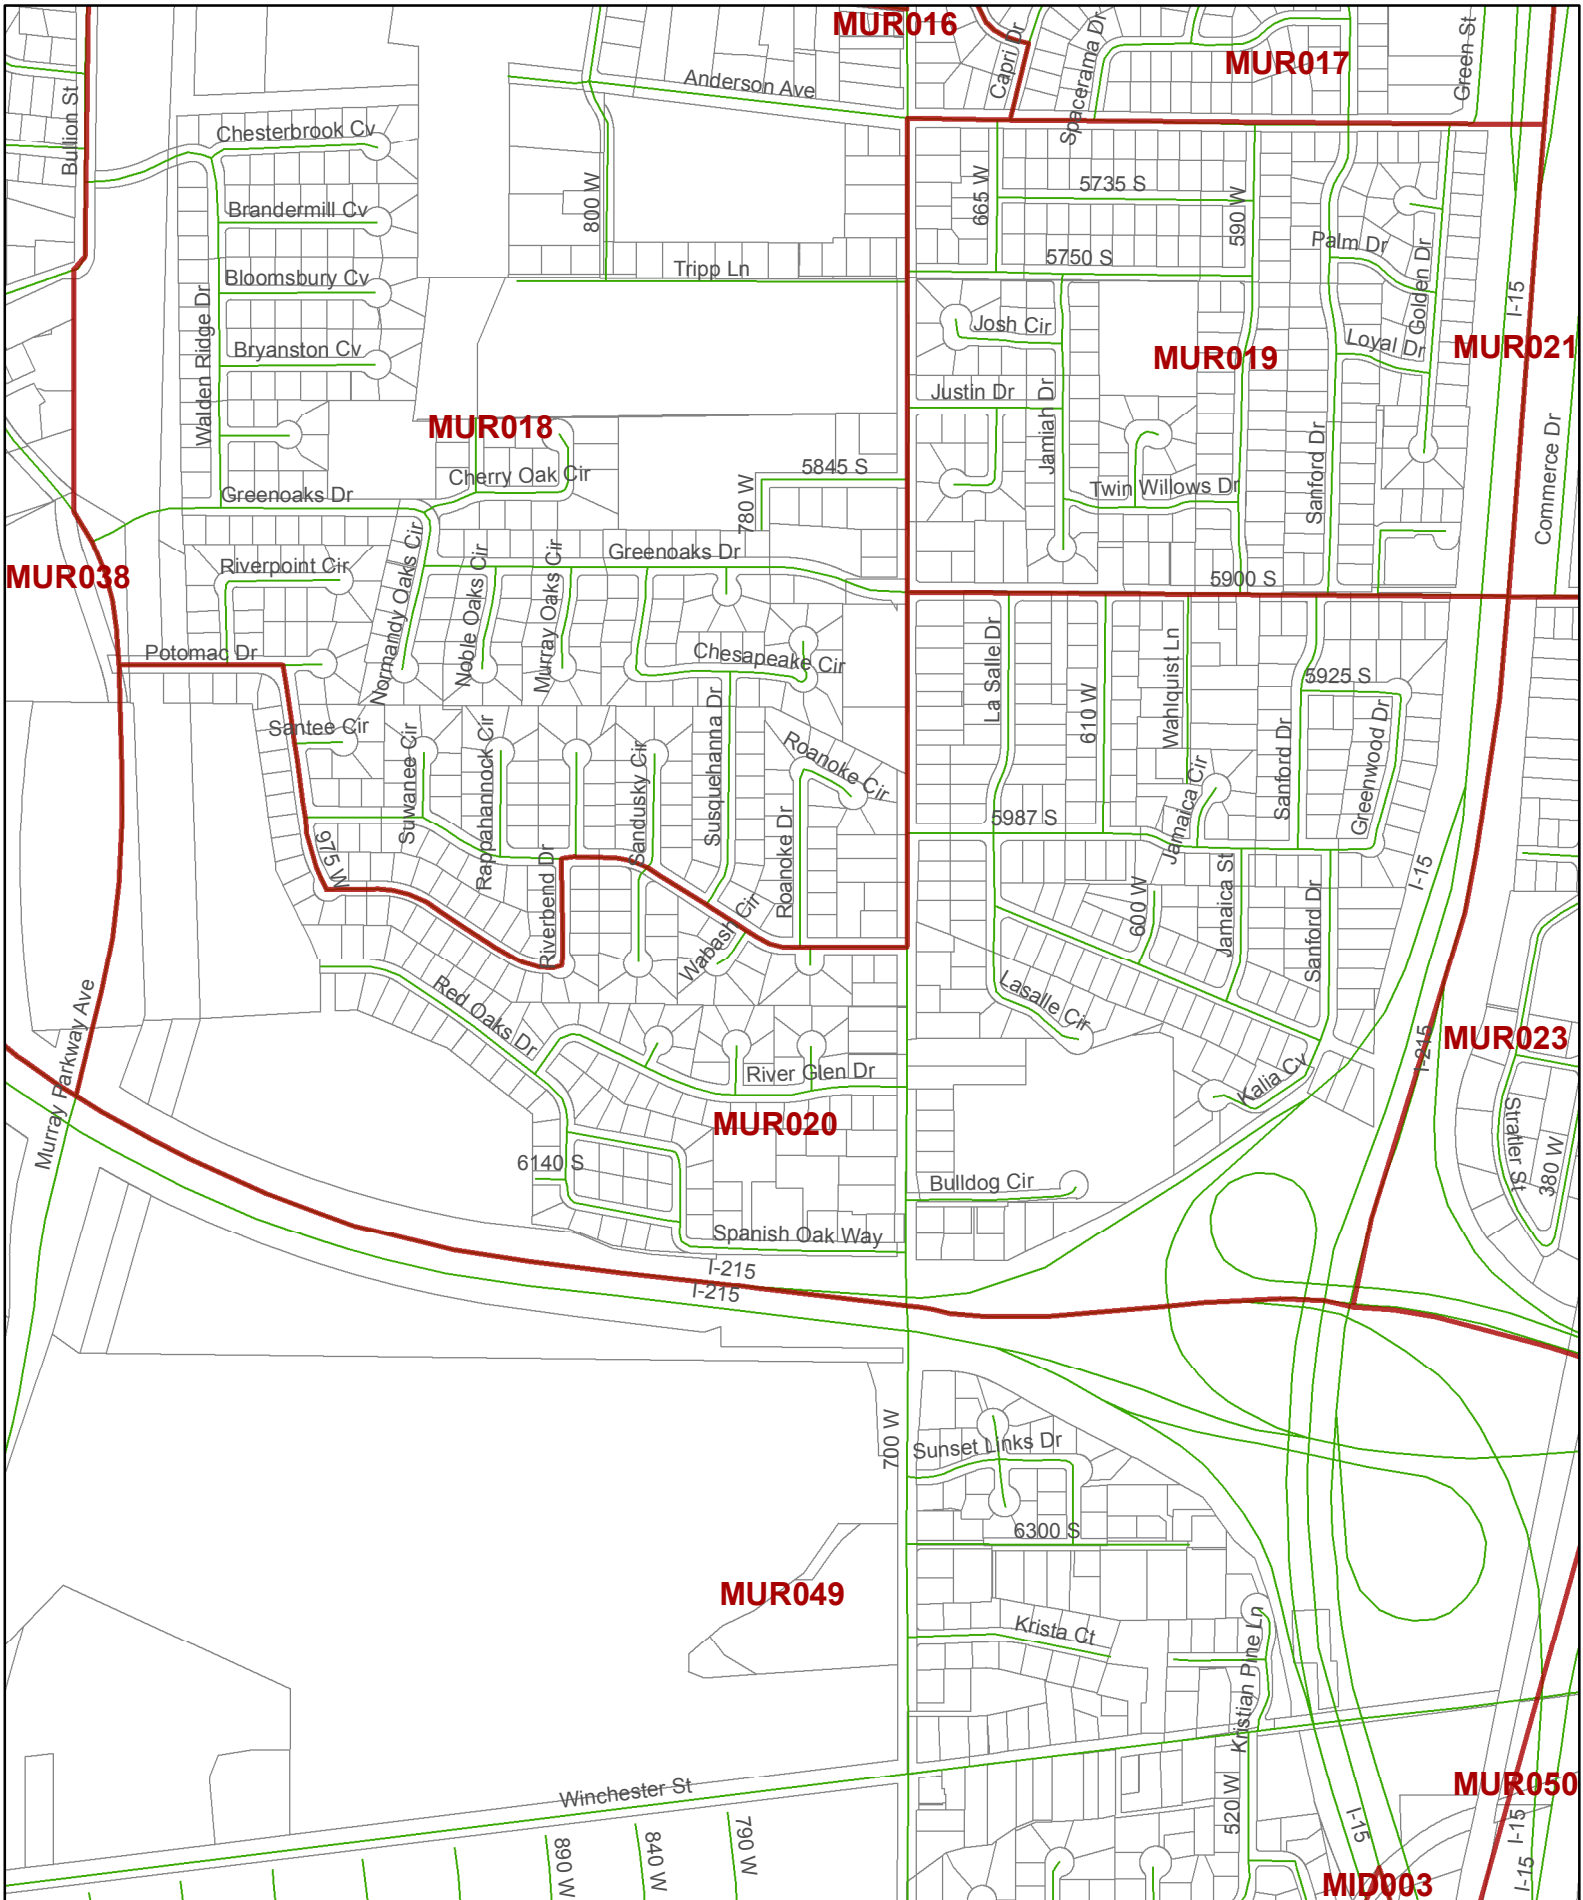 MUR016
Capri Dr
Spacerama Dr
MUR017
Green St
Anderson Ave
Bullion St
Chesterbrook Cv
800 W
665 W
5735 S
590 W
Brandermill Cv
Palm Dr
Golden Dr
Tripp Ln
5750 S
Bloomsbury Cv
I-15
Walden Ridge Dr
Josh Cir
Bryanston Cv
MUR019
Loyal Dr
MUR021
Justin Dr
Jamiah Dr
MUR018
Sanford Dr
Commerce Dr
Cherry Oak Cir
5845 S
780 W
Twin Willows Dr
Greenoaks Dr
Greenoaks Dr
MUR038
Riverpoint Cir
Normandy Oaks Cir
Noble Oaks Cir
Murray Oaks Cir
5900 S
Potomac Dr
Chesapeake Cir
La Salle Dr
610 W
Wahlquist Ln
5925 S
Santee Cir
Suwanee Cir
Rappahannock Cir
Sandusky Cir
Susquehanna Dr
Roanoke Cir
Sanford Dr
Greenwood Dr
Jamaica Cir
5987 S
975 W
Riverbend Dr
Roanoke Dr
I-15
600 W
Jamaica St
Sanford Dr
Wabash Cir
Red Oaks Dr
Lasalle Cir
Murray Parkway Ave
I-215
MUR023
River Glen Dr
Kalia Cv
MUR020
Stratler St
380 W
6140 S
Bulldog Cir
Spanish Oak Way
I-215
I-215
700 W
Sunset Links Dr
6300 S
MUR049
Krista Ct
Kristian Pine Ln
Winchester St
520 W
MUR050
I-15
I-15
I-15
890 W
840 W
790 W
MID003